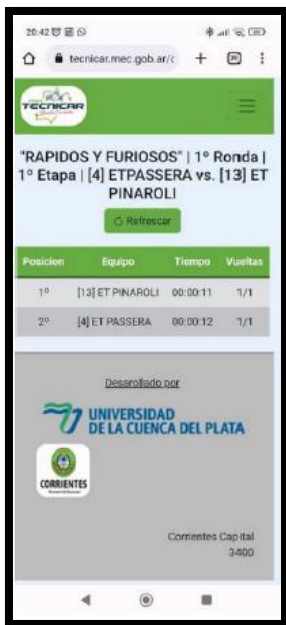 20:42
tecnicar.mec.gob.ar/c
TECNICAR
"RAPIDOS Y FURIOSOS" | 1º Ronda |
1º Etapa | [4] ETPASSERA vs. [13] ET
PINAROLI
Refrescar
Posicion Equipo Tiempo Vueltas
1º [13] ET PINAROLI 00:00:11 1/1
2º [4] ET PASSERA 00:00:12 1/1
Desarollado por
UNIVERSIDAD
DE LA CUENCA DEL PLATA
CORRIENTES
Corrientes Capital
3400